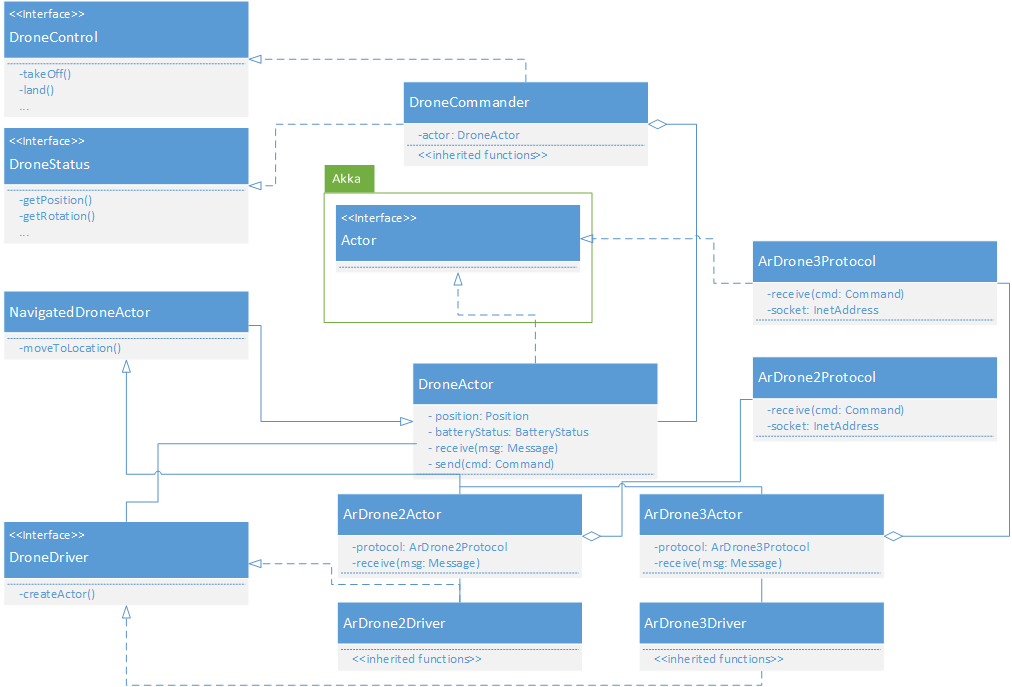 <<Interface>>
DroneControl
-takeOff()
-land()
...
<<Interface>>
DroneStatus
-getPosition()
-getRotation()
...
DroneCommander
-actor: DroneActor
<<inherited functions>>
Akka
<<Interface>>
Actor
ArDrone3Protocol
-receive(cmd: Command)
-socket: InetAddress
NavigatedDroneActor
-moveToLocation()
DroneActor
- position: Position
- batteryStatus: BatteryStatus
- receive(msg: Message)
- send(cmd: Command)
ArDrone2Protocol
-receive(cmd: Command)
-socket: InetAddress
<<Interface>>
DroneDriver
-createActor()
ArDrone2Actor
-protocol: ArDrone2Protocol
-receive(msg: Message)
ArDrone3Actor
-protocol: ArDrone3Protocol
-receive(msg: Message)
ArDrone2Driver
<<inherited functions>>
ArDrone3Driver
<<inherited functions>>